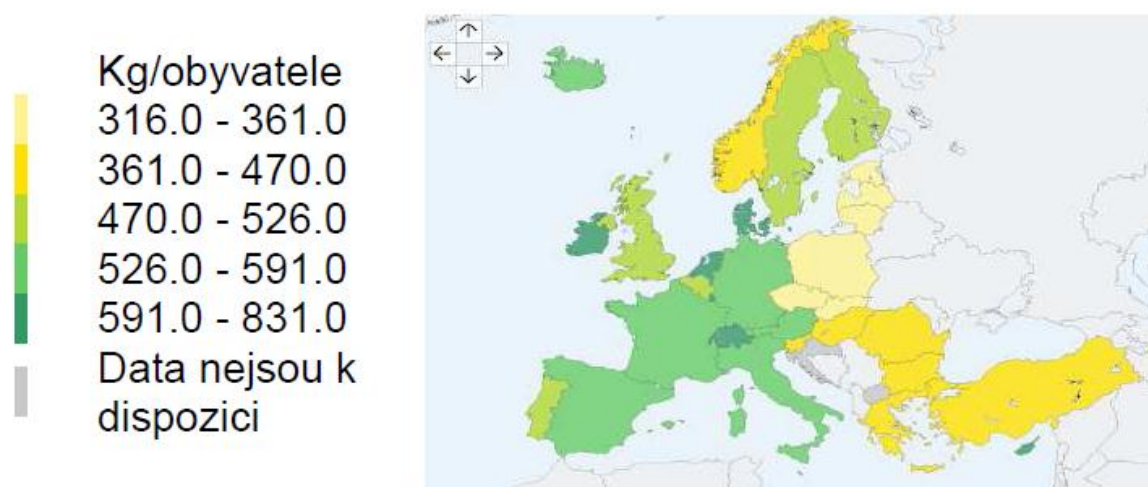 Kg/obyvatele
316.0 - 361.0
361.0 - 470.0
470.0 - 526.0
526.0 - 591.0
591.0 - 831.0
Data nejsou k
dispozici